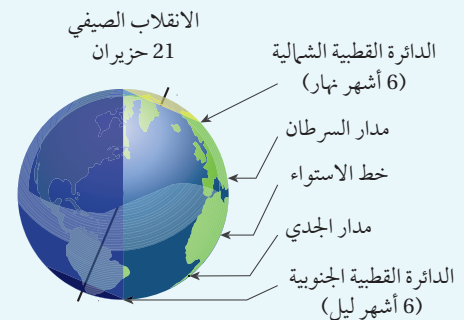 الانقلاب الصيفي
21 حزيران
الدائرة القطبية الشمالية
(6 أشهر نهار)
مدار السرطان
خط الاستواء
مدار الجدي
الدائرة القطبية الجنوبية
(6 أشهر ليل)